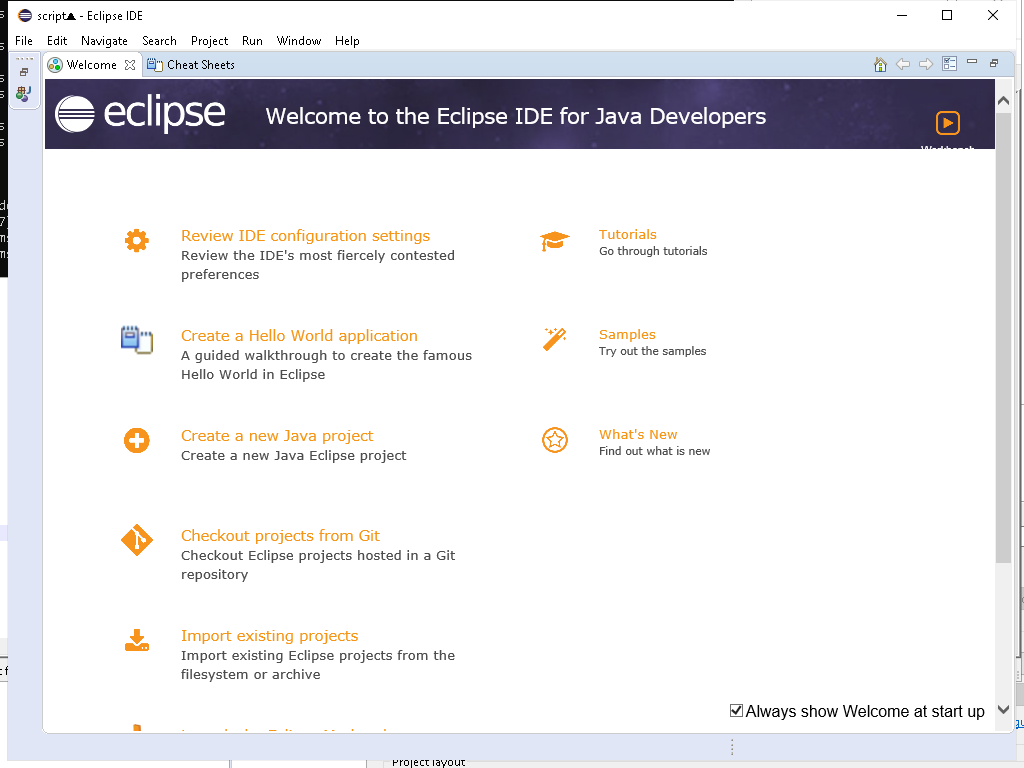 script▲ - Eclipse IDE
File Edit Navigate Search Project Run Window Help
Welcome Cheat Sheets
eclipse Welcome to the Eclipse IDE for Java Developers
Review IDE configuration settings
Review the IDE's most fiercely contested
preferences
Tutorials
Go through tutorials
Create a Hello World application
A guided walkthrough to create the famous
Hello World in Eclipse
Samples
Try out the samples
Create a new Java project
Create a new Java Eclipse project
What's New
Find out what is new
Checkout projects from Git
Checkout Eclipse projects hosted in a Git
repository
Import existing projects
Import existing Eclipse projects from the
filesystem or archive
Always show Welcome at start up
Project layout